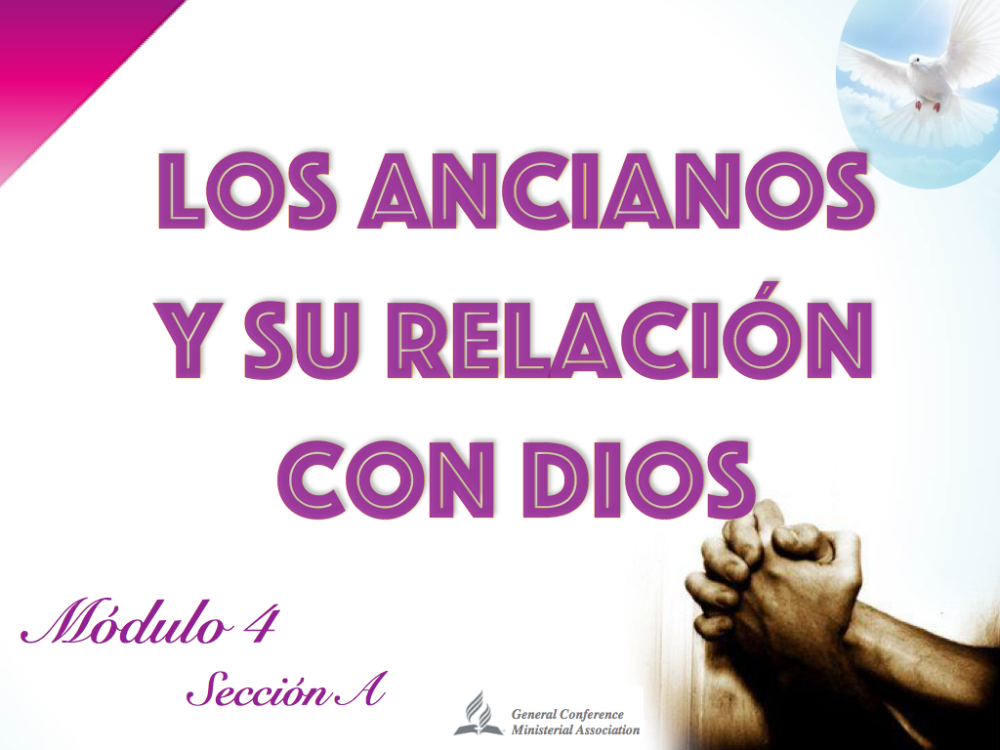 LOS ANCIANOS
Y SU RELACIÓN
CON DIOS
Módulo 4
Sección A
General Conference
Ministerial Association